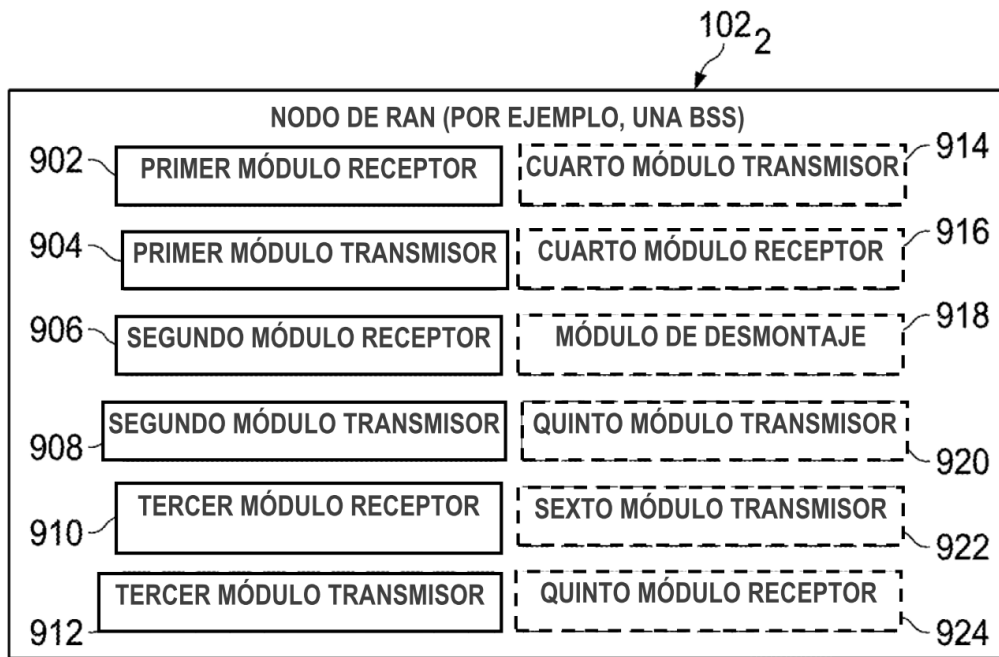 102₂
NODO DE RAN (POR EJEMPLO, UNA BSS)
902 PRIMER MÓDULO RECEPTOR CUARTO MÓDULO TRANSMISOR 914
904 PRIMER MÓDULO TRANSMISOR CUARTO MÓDULO RECEPTOR 916
906 SEGUNDO MÓDULO RECEPTOR MÓDULO DE DESMONTAJE 918
908 SEGUNDO MÓDULO TRANSMISOR QUINTO MÓDULO TRANSMISOR 920
910 TERCER MÓDULO RECEPTOR SEXTO MÓDULO TRANSMISOR 922
912 TERCER MÓDULO TRANSMISOR QUINTO MÓDULO RECEPTOR 924